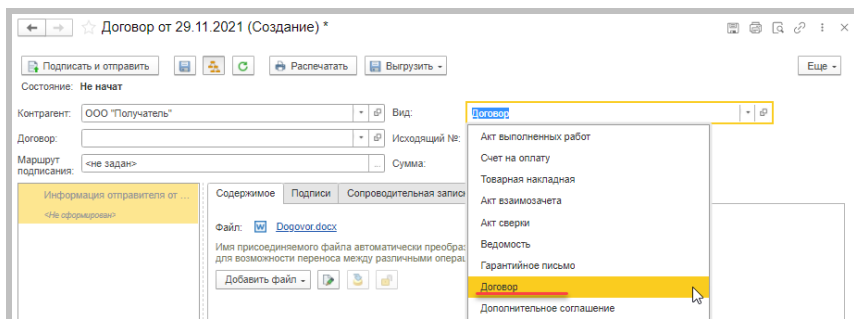 Договор от 29.11.2021 (Создание) *
Подписать и отправить Распечатать Выгрузить Еще
Состояние: Не начат
Контрагент: ООО "Получатель" Вид: Договор
Договор: Исходящий №:
Маршрут подписания: <не задан> Сумма:
Акт выполненных работ
Счет на оплату
Товарная накладная
Акт взаимозачета
Акт сверки
Ведомость
Гарантийное письмо
Договор
Дополнительное соглашение
Информация отправителя от ...
<Не сформирован>
Содержимое Подписи Сопроводительная записк
Файл: Dogovor.docx
Имя присоединяемого файла автоматически преобраз
для возможности переноса между различными операц
Добавить файл